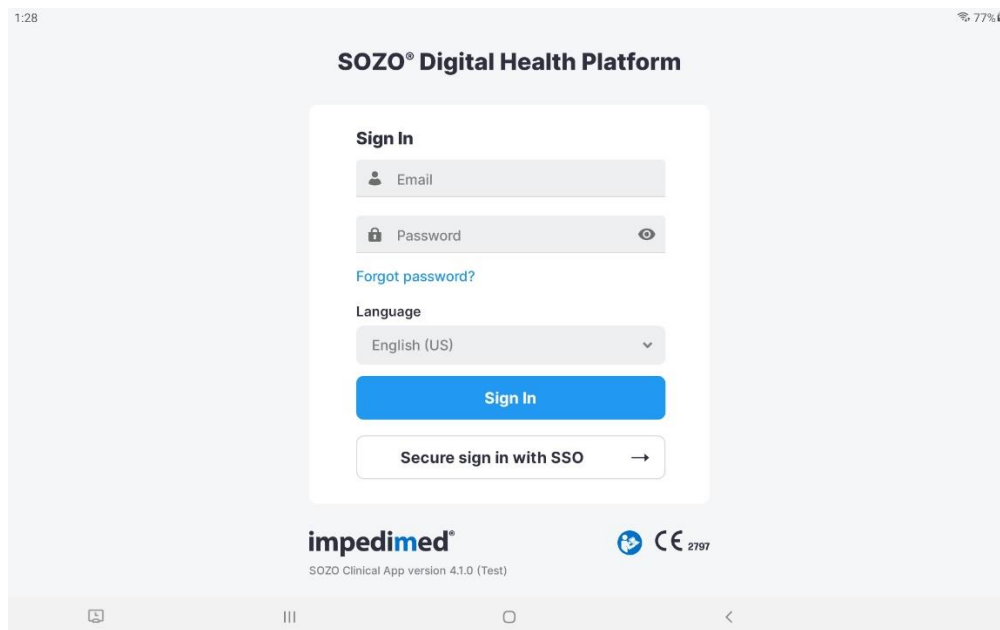 1:28
77%
SOZO® Digital Health Platform
Sign In
Email
Password
Forgot password?
Language
English (US)
Sign In
Secure sign in with SSO →
impedimed®
CE 2797
SOZO Clinical App version 4.1.0 (Test)